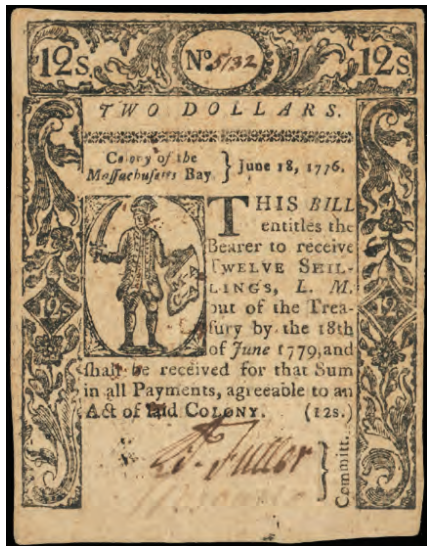 12s No 5132 12s
TWO DOLLARS.
Colony of the
Massachusetts Bay. } June 18, 1776.
THIS BILL
entitles the
Bearer to receive
TWELVE SHIL-
LINGS, L. M.
out of the Trea-
sury by the 18th
of June 1779, and
shall be received for that Sum
in all Payments, agreeable to an
Act of said COLONY. (12s.)
12s 12
Fuller
} Committ.